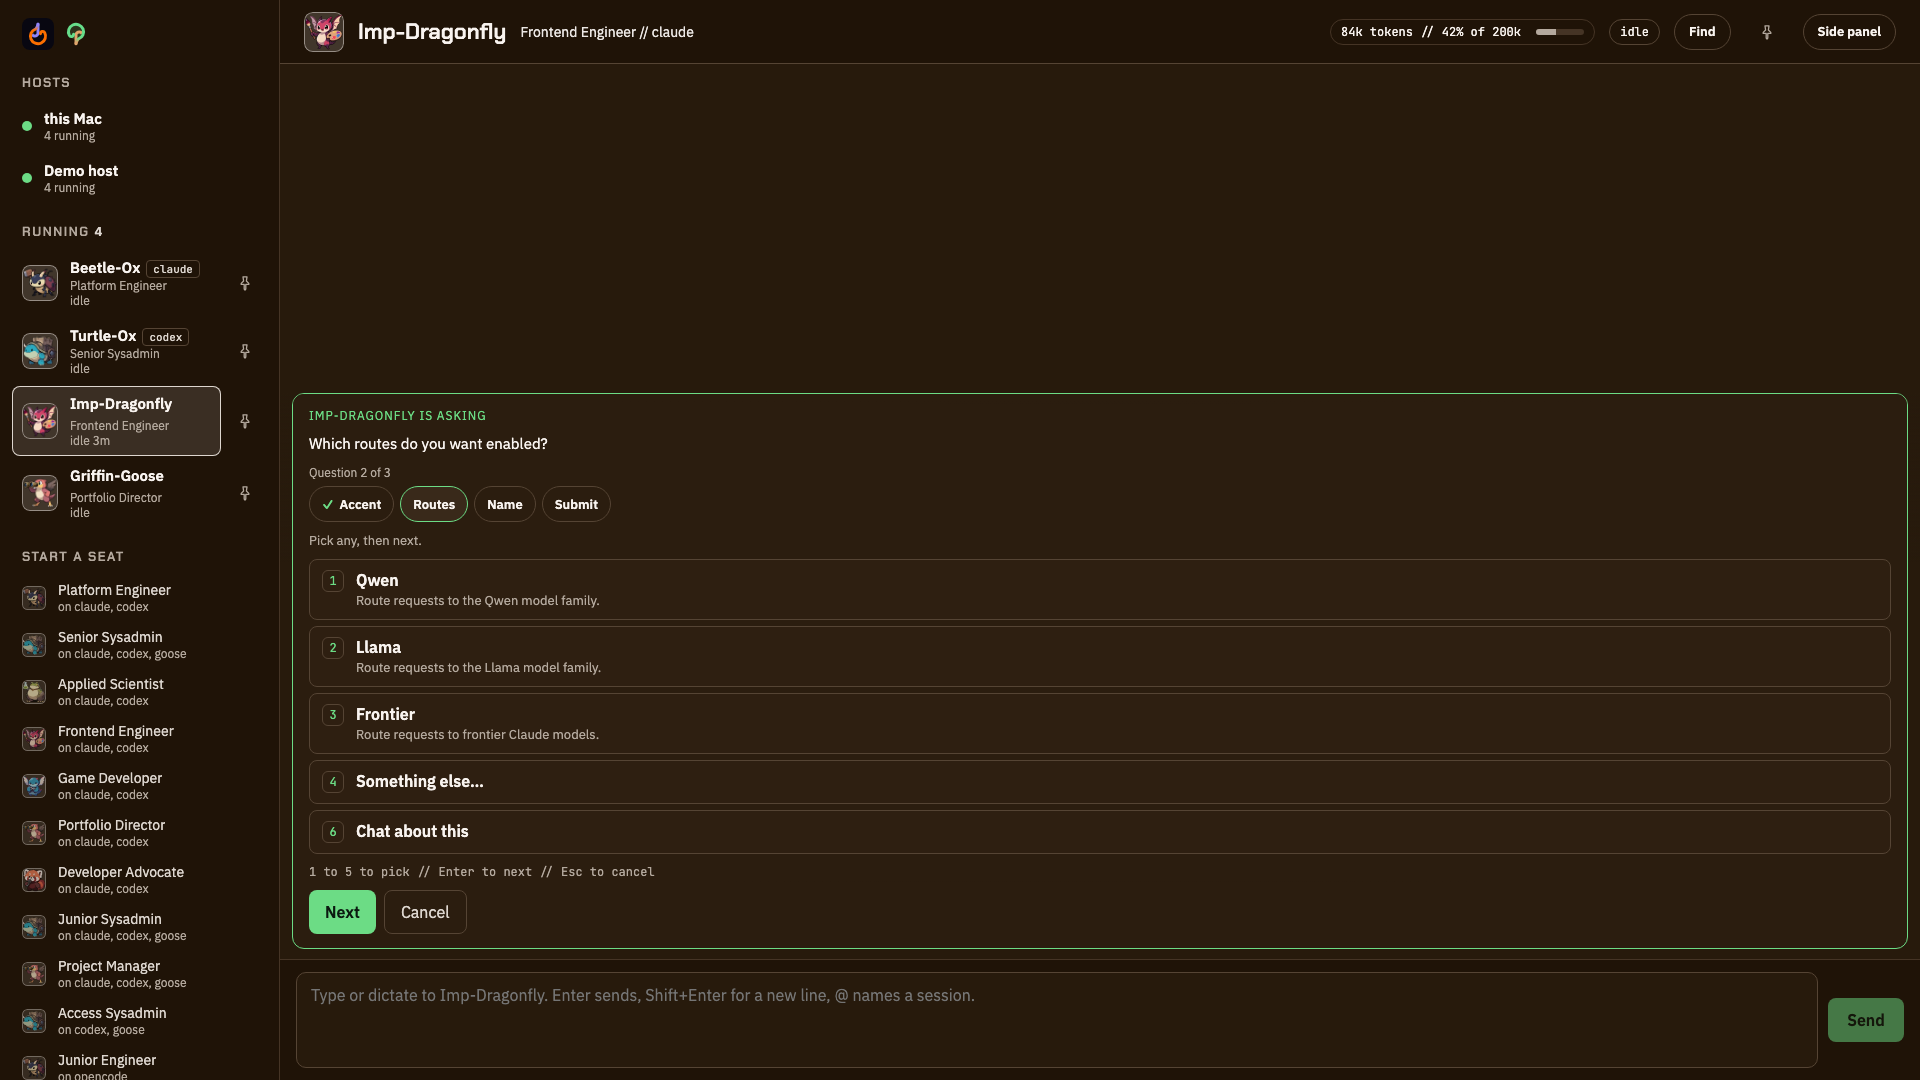 HOSTS
this Mac
4 running
Demo host
4 running
RUNNING 4
Beetle-Ox claude
Platform Engineer
idle
Turtle-Ox codex
Senior Sysadmin
idle
Imp-Dragonfly
Frontend Engineer
idle 3m
Griffin-Goose
Portfolio Director
idle
START A SEAT
Platform Engineer
on claude, codex
Senior Sysadmin
on claude, codex, goose
Applied Scientist
on claude, codex
Frontend Engineer
on claude, codex
Game Developer
on claude, codex
Portfolio Director
on claude, codex
Developer Advocate
on claude, codex
Junior Sysadmin
on claude, codex, goose
Project Manager
on claude, codex, goose
Access Sysadmin
on codex, goose
Junior Engineer
on opencode
Imp-Dragonfly Frontend Engineer // claude
84k tokens // 42% of 200k idle Find Side panel
IMP-DRAGONFLY IS ASKING
Which routes do you want enabled?
Question 2 of 3
✓ Accent Routes Name Submit
Pick any, then next.
1 Qwen
Route requests to the Qwen model family.
2 Llama
Route requests to the Llama model family.
3 Frontier
Route requests to frontier Claude models.
4 Something else...
6 Chat about this
1 to 5 to pick // Enter to next // Esc to cancel
Next Cancel
Type or dictate to Imp-Dragonfly. Enter sends, Shift+Enter for a new line, @ names a session.
Send